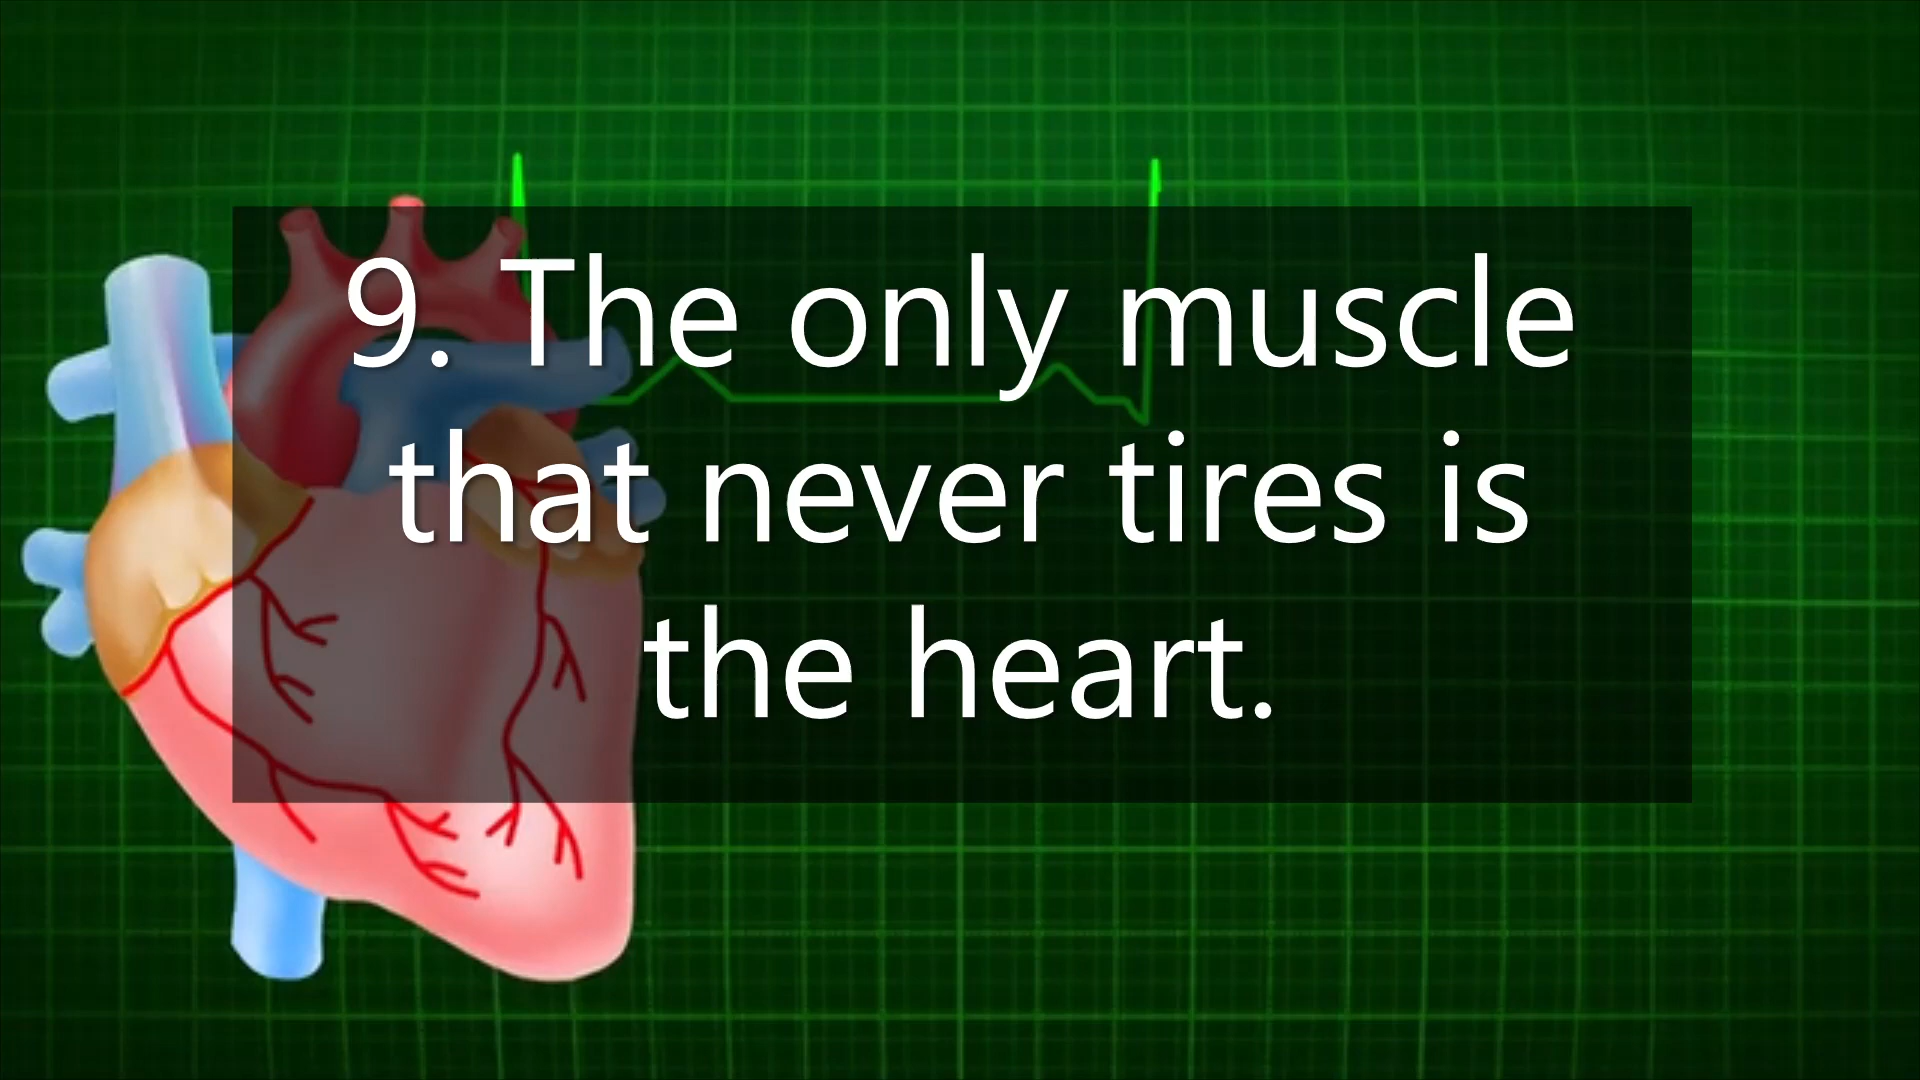 9. The only muscle
that never tires is
the heart.